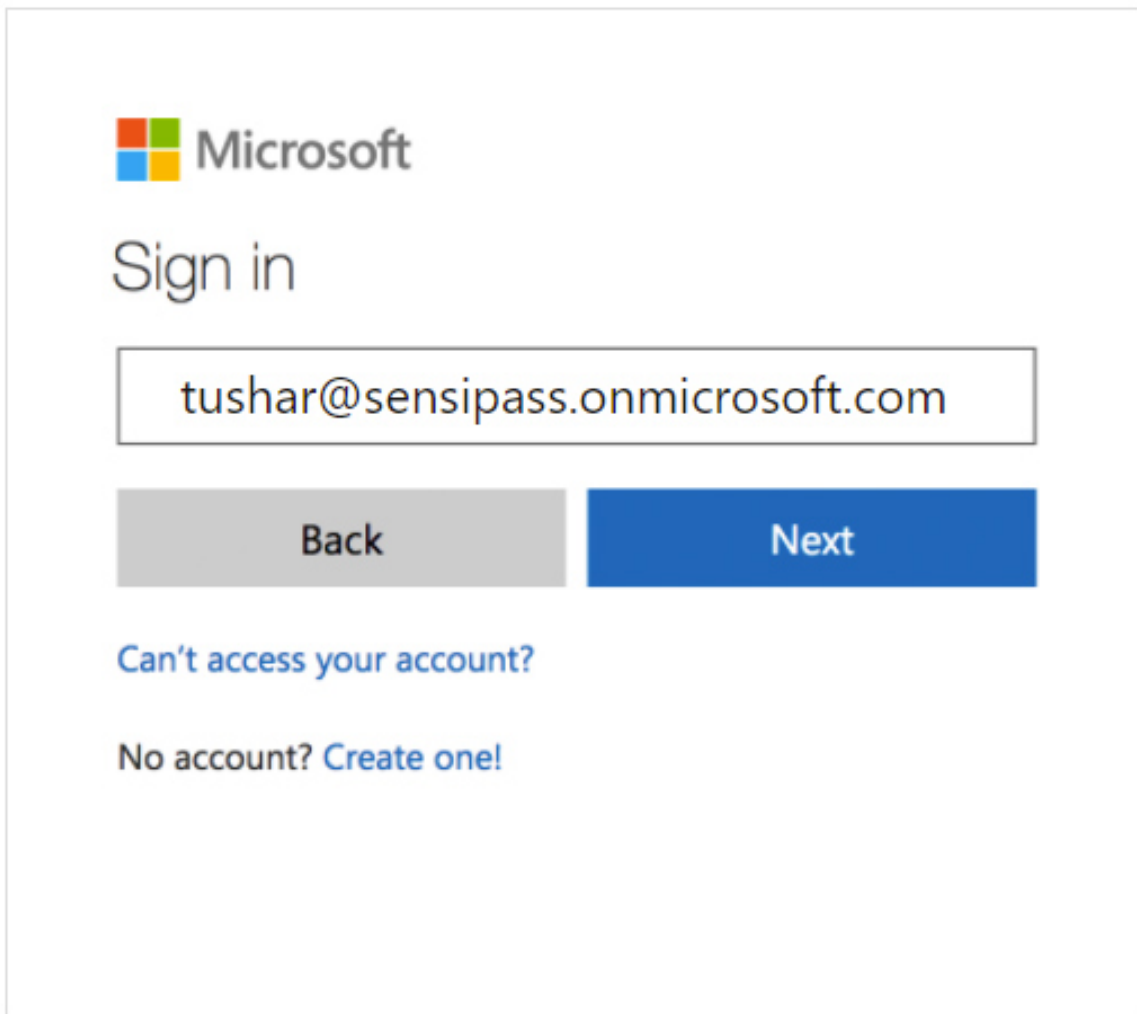 Microsoft
Sign in
tushar@sensipass.onmicrosoft.com
Back Next
Can't access your account?
No account? Create one!